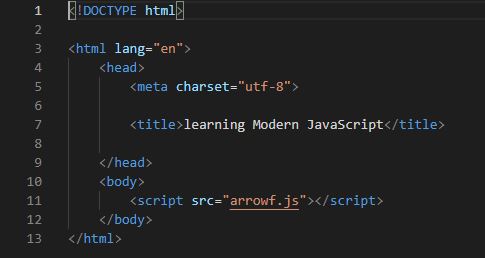 1 <!DOCTYPE html>
2
3 <html lang="en">
4     <head>
5         <meta charset="utf-8">
6
7         <title>learning Modern JavaScript</title>
8
9     </head>
10     <body>
11         <script src="arrowf.js"></script>
12     </body>
13 </html>